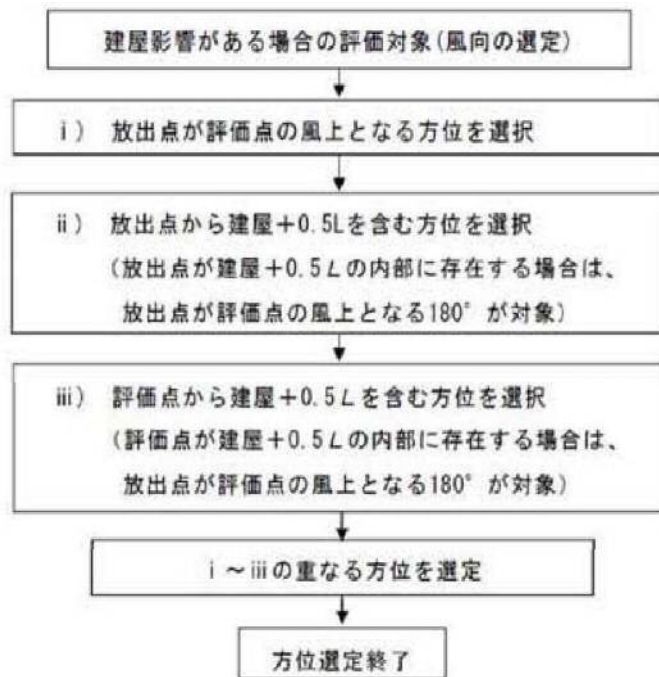 建屋影響がある場合の評価対象(風向の選定)
ⅰ) 放出点が評価点の風上となる方位を選択
ⅱ) 放出点から建屋+0.5Lを含む方位を選択
(放出点が建屋+0.5Lの内部に存在する場合は、
放出点が評価点の風上となる180°が対象)
ⅲ) 評価点から建屋+0.5Lを含む方位を選択
(評価点が建屋+0.5Lの内部に存在する場合は、
放出点が評価点の風上となる180°が対象)
ⅰ~ⅲの重なる方位を選定
方位選定終了